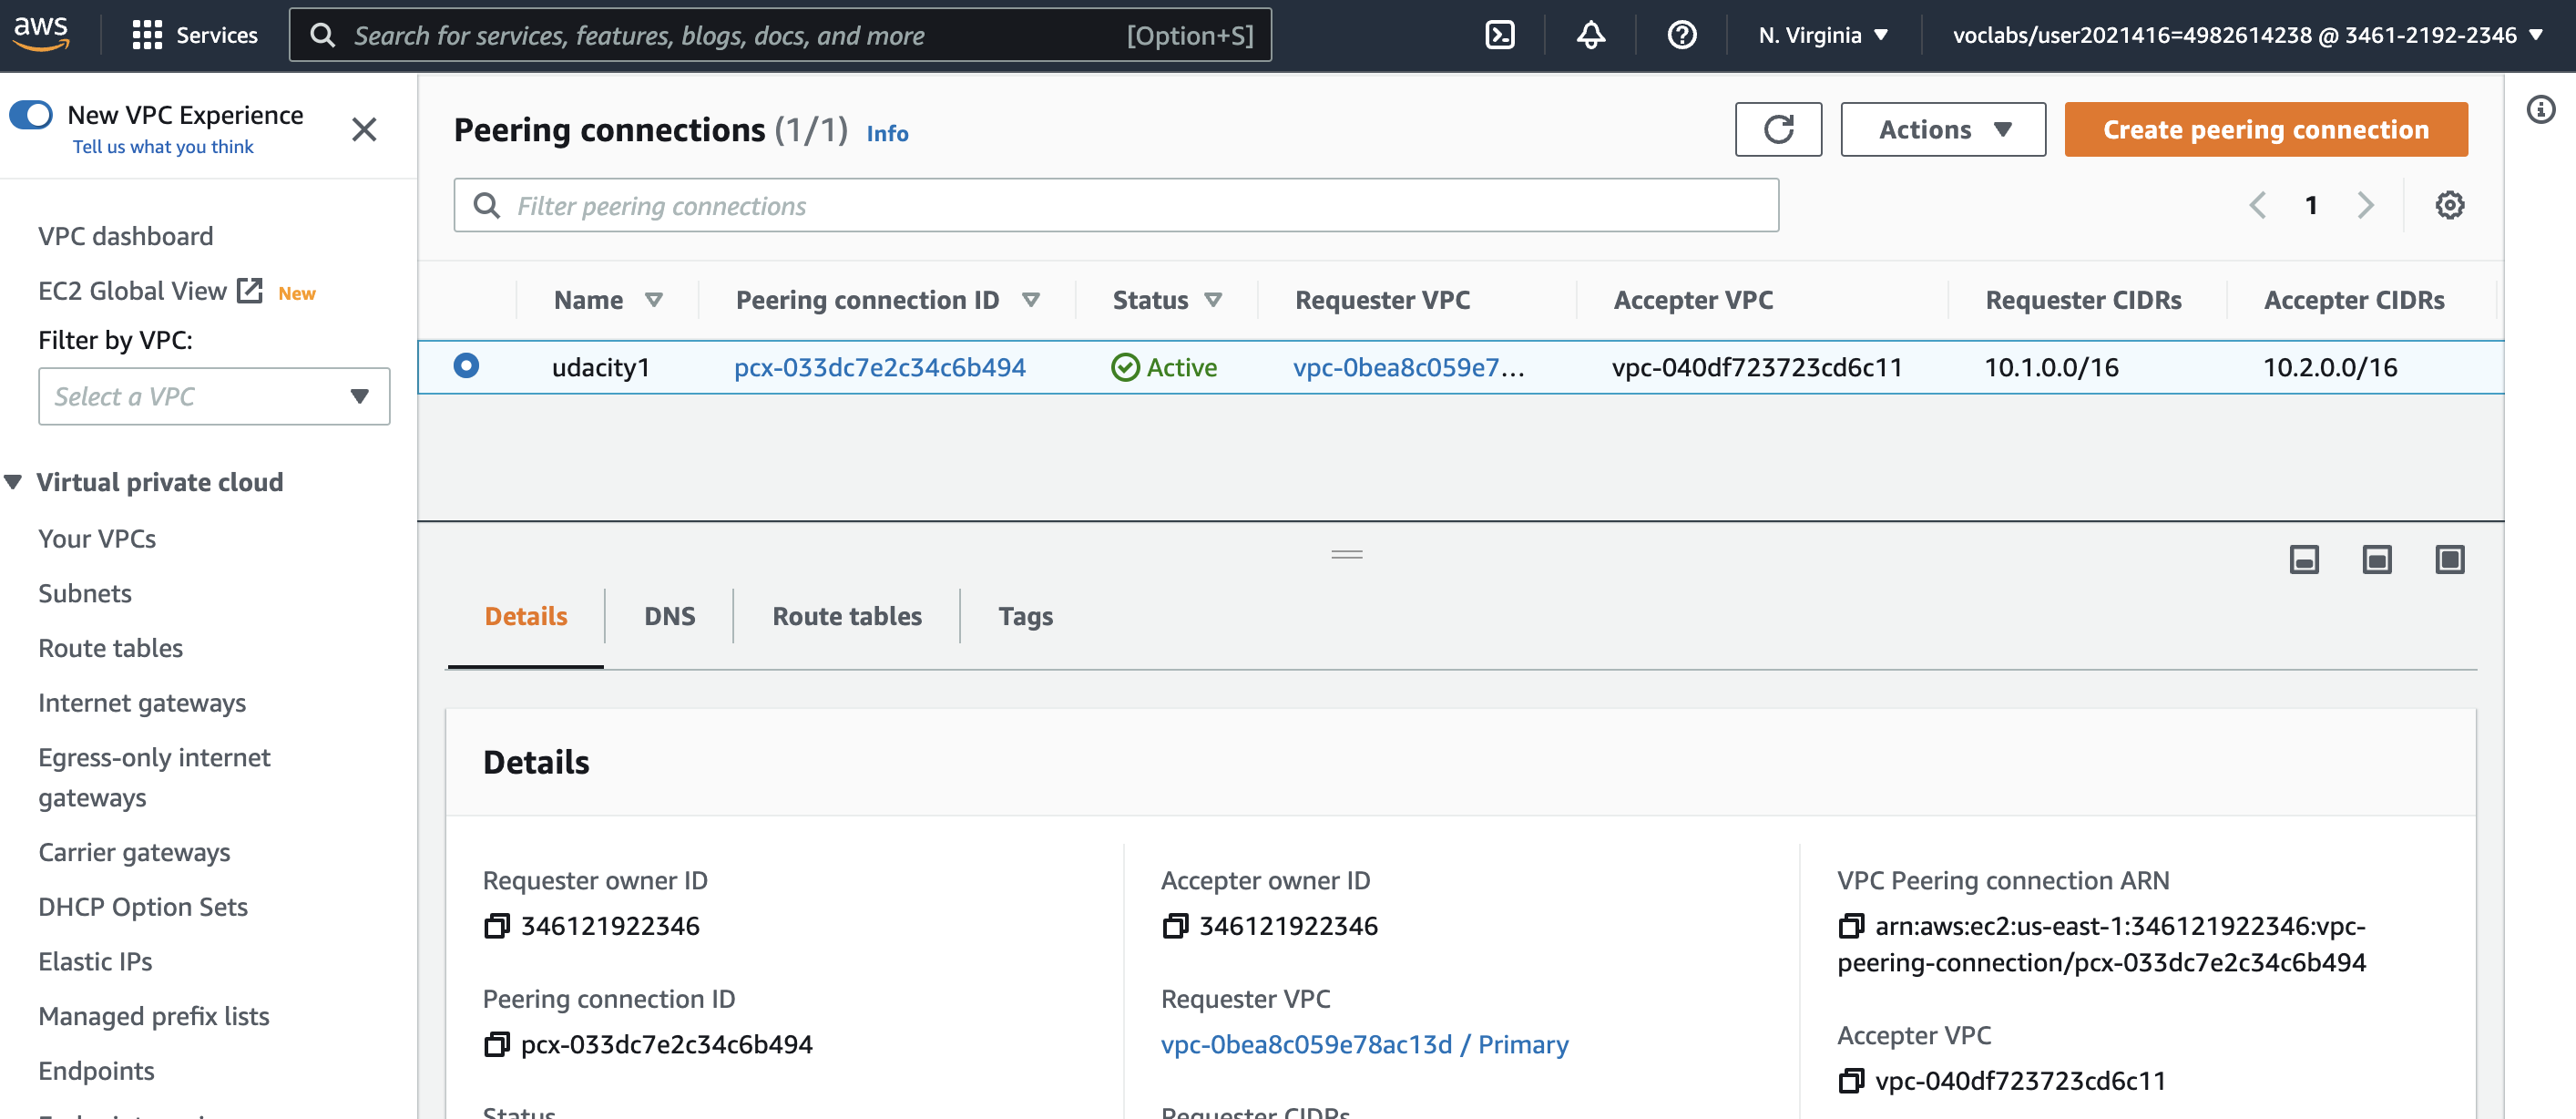 aws
Services
Search for services, features, blogs, docs, and more
[Option+S]
N. Virginia
voclabs/user2021416=4982614238 @ 3461-2192-2346
New VPC Experience
Tell us what you think
VPC dashboard
EC2 Global View New
Filter by VPC:
Select a VPC
Virtual private cloud
Your VPCs
Subnets
Route tables
Internet gateways
Egress-only internet
gateways
Carrier gateways
DHCP Option Sets
Elastic IPs
Managed prefix lists
Endpoints
Peering connections (1/1) Info
Actions
Create peering connection
Filter peering connections
1
Name Peering connection ID Status Requester VPC Accepter VPC Requester CIDRs Accepter CIDRs
udacity1 pcx-033dc7e2c34c6b494 Active vpc-0bea8c059e7... vpc-040df723723cd6c11 10.1.0.0/16 10.2.0.0/16
Details DNS Route tables Tags
Details
Requester owner ID
346121922346
Peering connection ID
pcx-033dc7e2c34c6b494
Status
Accepter owner ID
346121922346
Requester VPC
vpc-0bea8c059e78ac13d / Primary
Requester CIDRs
VPC Peering connection ARN
arn:aws:ec2:us-east-1:346121922346:vpc-
peering-connection/pcx-033dc7e2c34c6b494
Accepter VPC
vpc-040df723723cd6c11